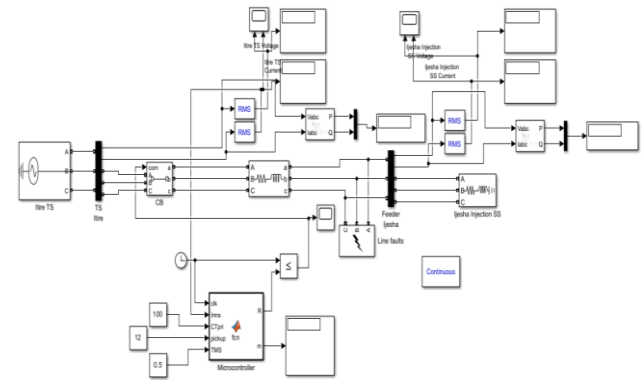 Itire TS Voltage
Itire TS
Current
Ijesha Injection
SS Voltage
Ijesha Injection
SS Current
RMS
RMS
Vabc
Iabc
P
Q
RMS
RMS
Vabc
Iabc
P
Q
A
B
C
Itire TS
TS
Itire
com
A
B
C
a
b
c
CB
A
B
C
a
b
c
Feeder
Ijesha
A
B
C
Ijesha Injection SS
C
B
A
Line faults
≤
Continuous
100
12
0.5
clk
Irms
CTpri
pickup
TMS
fcn
R
Microcontroller